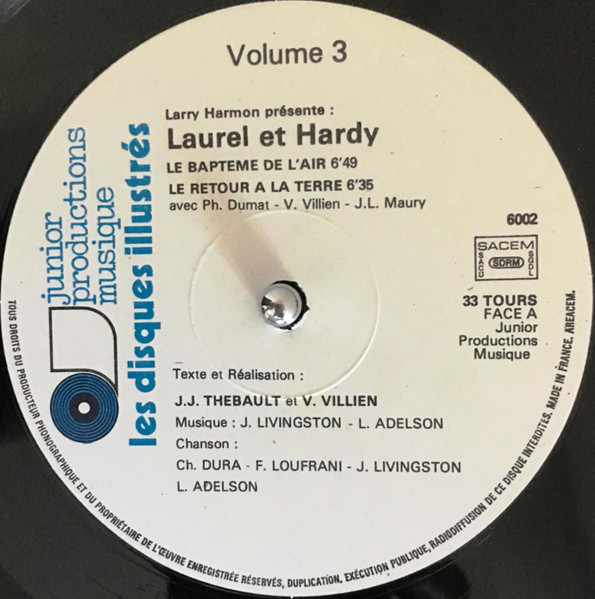 Volume 3
Larry Harmon présente :
Laurel et Hardy
LE BAPTEME DE L'AIR 6'49
LE RETOUR A LA TERRE 6'35
avec Ph. Dumat - V. Villien - J.L. Maury
6002
SACEM
SACD
SDRM
SGDL
33 TOURS
FACE A
Junior
Productions
Musique
junior
productions
musique
les disques illustrés
Texte et Réalisation :
J.J. THEBAULT et V. VILLIEN
Musique : J. LIVINGSTON - L. ADELSON
Chanson :
Ch. DURA - F. LOUFRANI - J. LIVINGSTON
L. ADELSON
TOUS DROITS DU PRODUCTEUR PHONOGRAPHIQUE ET DU PROPRIÉTAIRE DE L'ŒUVRE ENREGISTRÉE RÉSERVÉS, DUPLICATION, EXÉCUTION PUBLIQUE, RADIODIFFUSION DE CE DISQUE INTERDITES. MADE IN FRANCE, AREACEM.